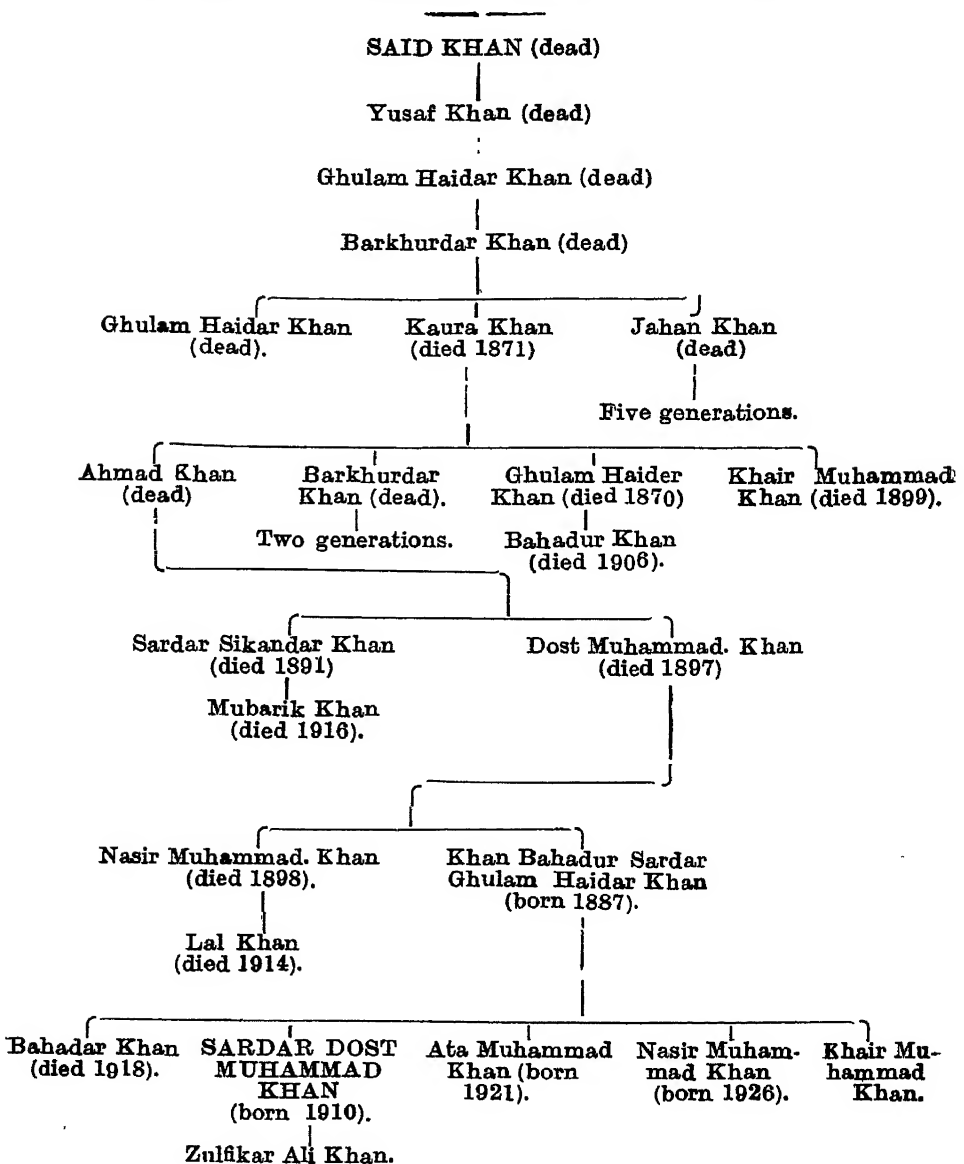 SAID KHAN (dead)
Yusaf Khan (dead)
Ghulam Haidar Khan (dead)
Barkhurdar Khan (dead)
Ghulam Haidar Khan
(dead).
Kaura Khan
(died 1871)
Jahan Khan
(dead)
Five generations.
Ahmad Khan
(dead)
Barkhurdar
Khan (dead).
Ghulam Haider
Khan (died 1870)
Khair Muhammad
Khan (died 1899).
Two generations.
Bahadur Khan
(died 1906).
Sardar Sikandar Khan
(died 1891)
Dost Muhammad. Khan
(died 1897)
Mubarik Khan
(died 1916).
Nasir Muhammad. Khan
(died 1898).
Khan Bahadur Sardar
Ghulam Haidar Khan
(born 1887).
Lal Khan
(died 1914).
Bahadar Khan
(died 1918).
SARDAR DOST
MUHAMMAD
KHAN
(born 1910).
Ata Muhammad
Khan (born
1921).
Nasir Muham-
mad Khan
(born 1926).
Khair Mu-
hammad
Khan.
Zulfikar Ali Khan.